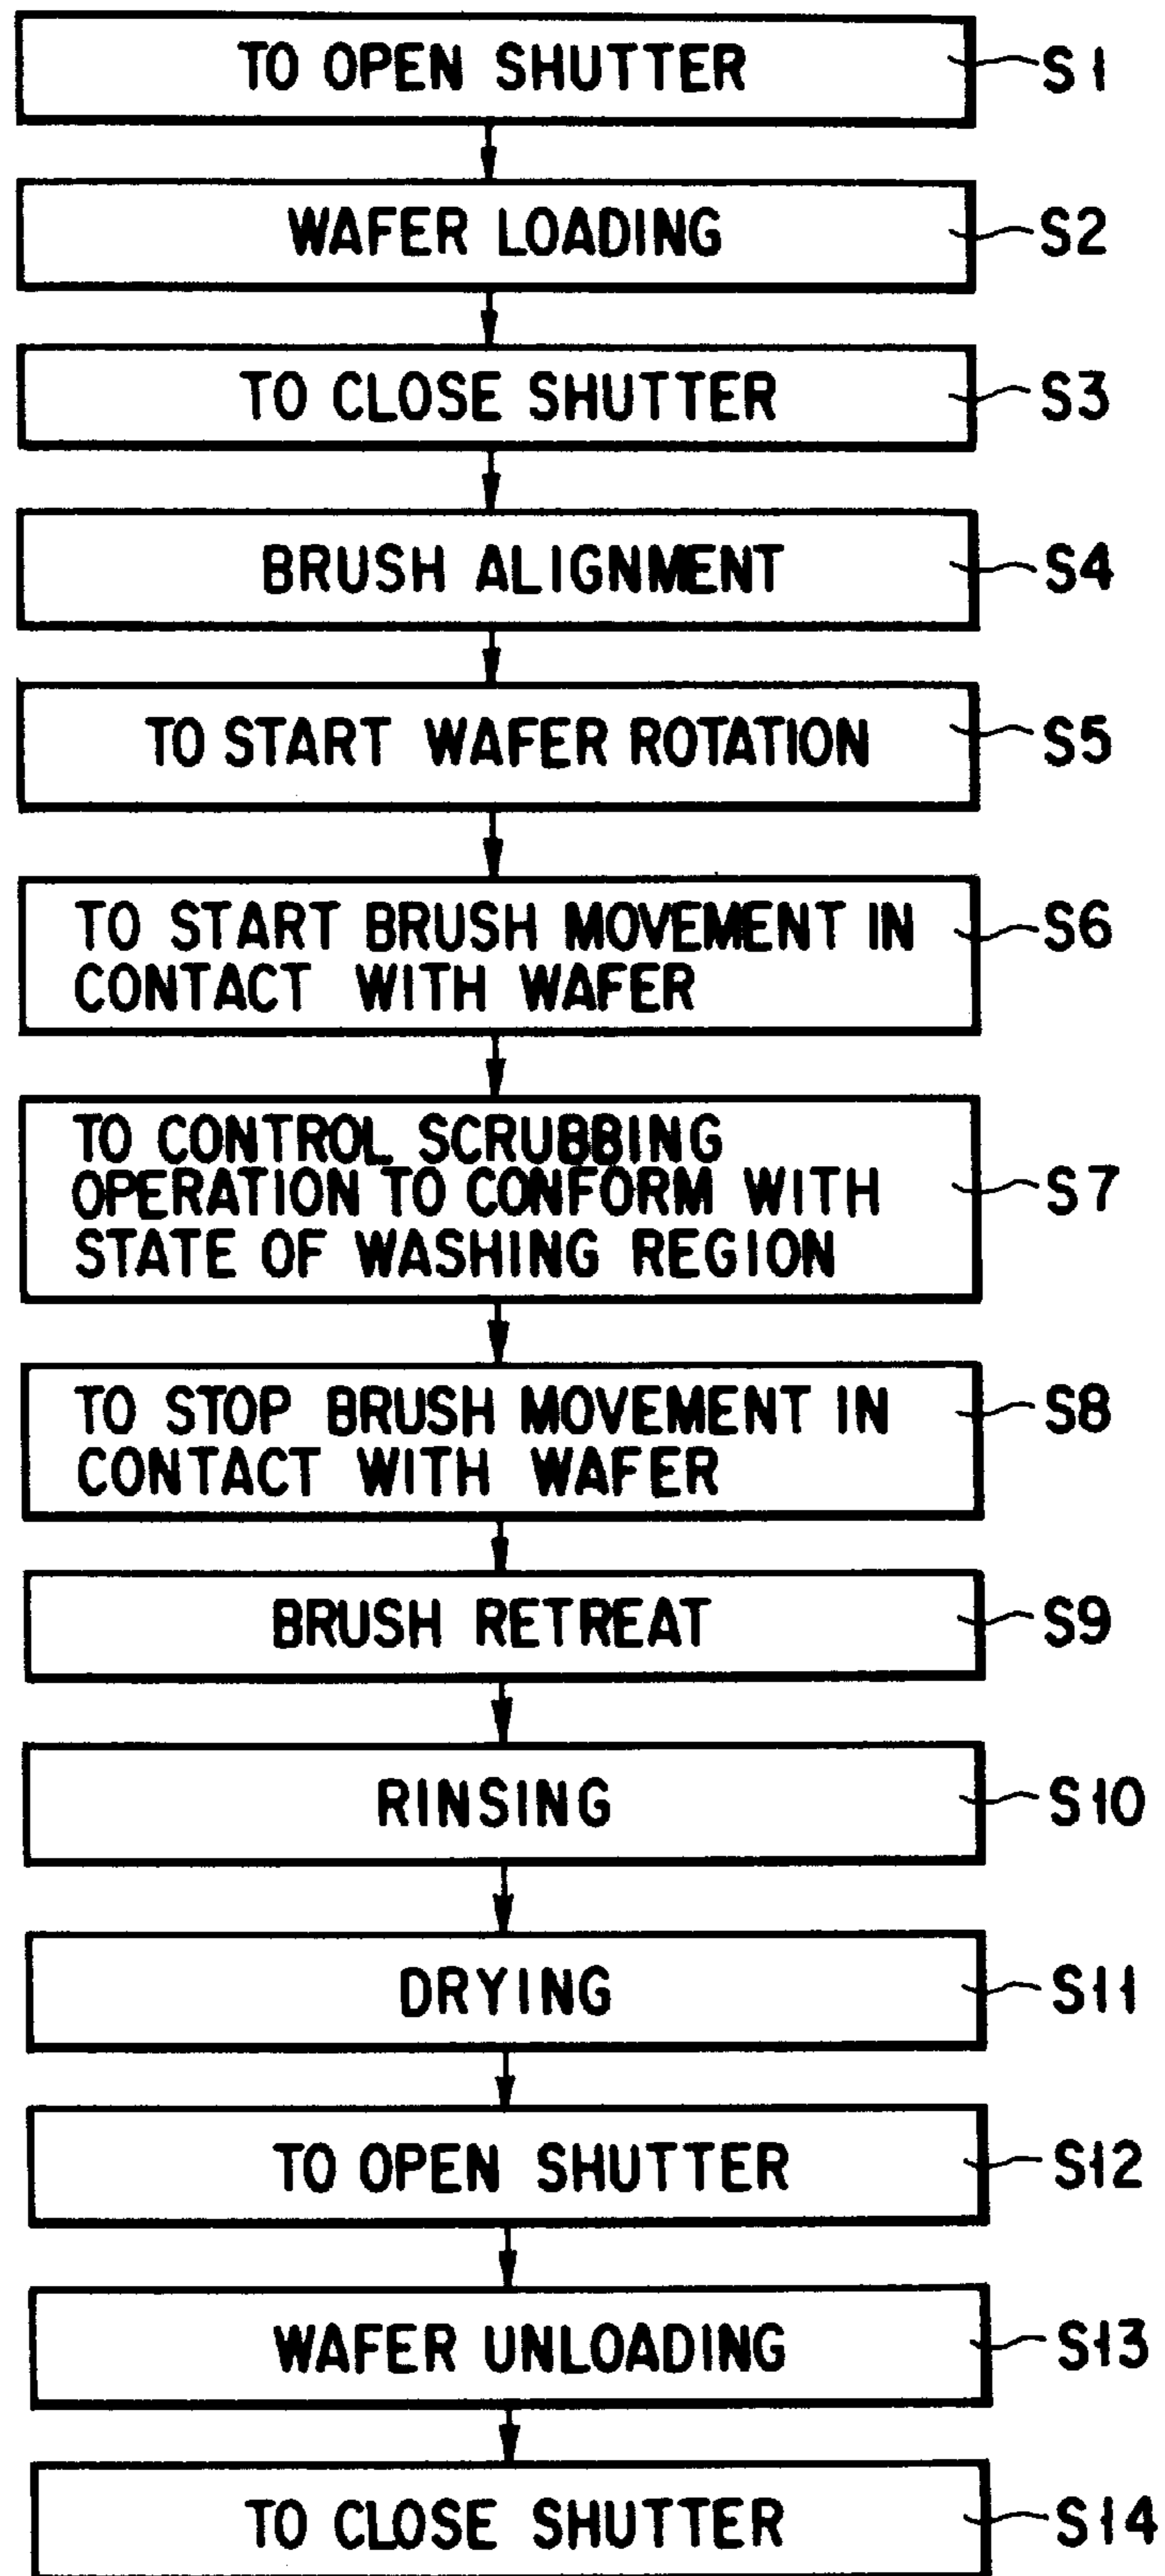 TO OPEN SHUTTER
S1
WAFER LOADING
S2
TO CLOSE SHUTTER
S3
BRUSH ALIGNMENT
S4
TO START WAFER ROTATION
S5
TO START BRUSH MOVEMENT IN
CONTACT WITH WAFER
S6
TO CONTROL SCRUBBING
OPERATION TO CONFORM WITH
STATE OF WASHING REGION
S7
TO STOP BRUSH MOVEMENT IN
CONTACT WITH WAFER
S8
BRUSH RETREAT
S9
RINSING
S10
DRYING
S11
TO OPEN SHUTTER
S12
WAFER UNLOADING
S13
TO CLOSE SHUTTER
S14